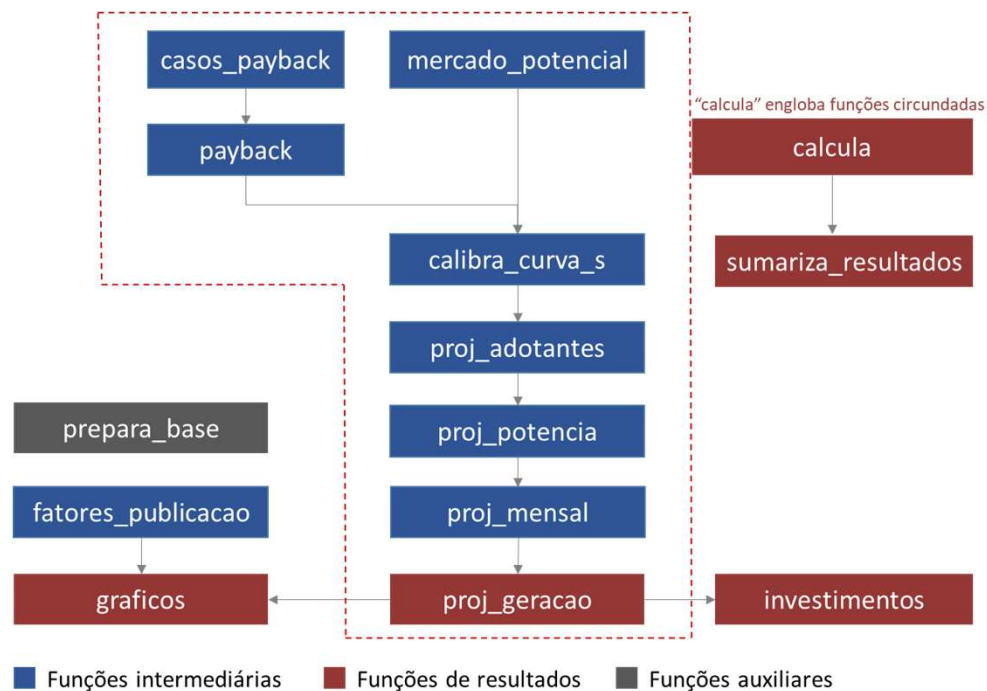 casos_payback
mercado_potencial
“calcula” engloba funções circundadas
payback
calcula
calibra_curva_s
sumariza_resultados
proj_adotantes
prepara_base
proj_potencia
fatores_publicacao
proj_mensal
graficos
proj_geracao
investimentos
Funções intermediárias
Funções de resultados
Funções auxiliares